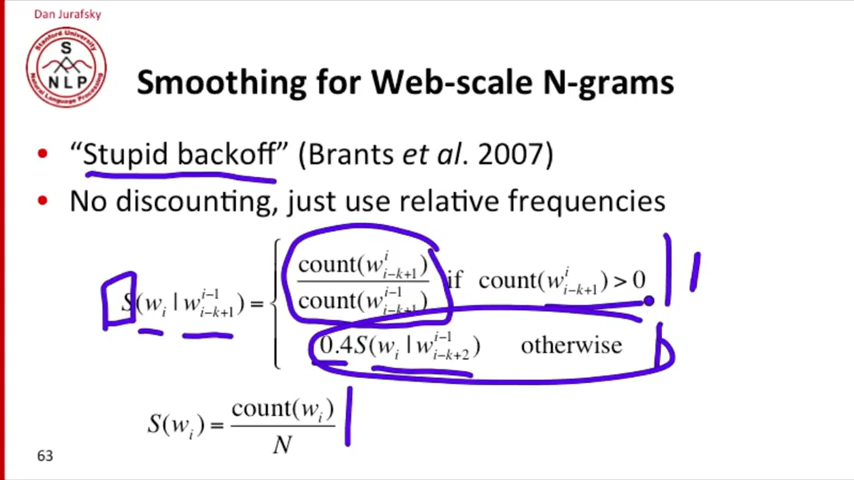 Dan Jurafsky
Stanford University
S
NLP
Natural Language Processing
Smoothing for Web-scale N-grams
• "Stupid backoff" (Brants et al. 2007)
• No discounting, just use relative frequencies
S(w_i | w_{i-k+1}^{i-1}) = { count(w_{i-k+1}^i) / count(w_{i-k+1}^{i-1}) if count(w_{i-k+1}^i) > 0
0.4S(w_i | w_{i-k+2}^{i-1}) otherwise
S(w_i) = count(w_i) / N
63